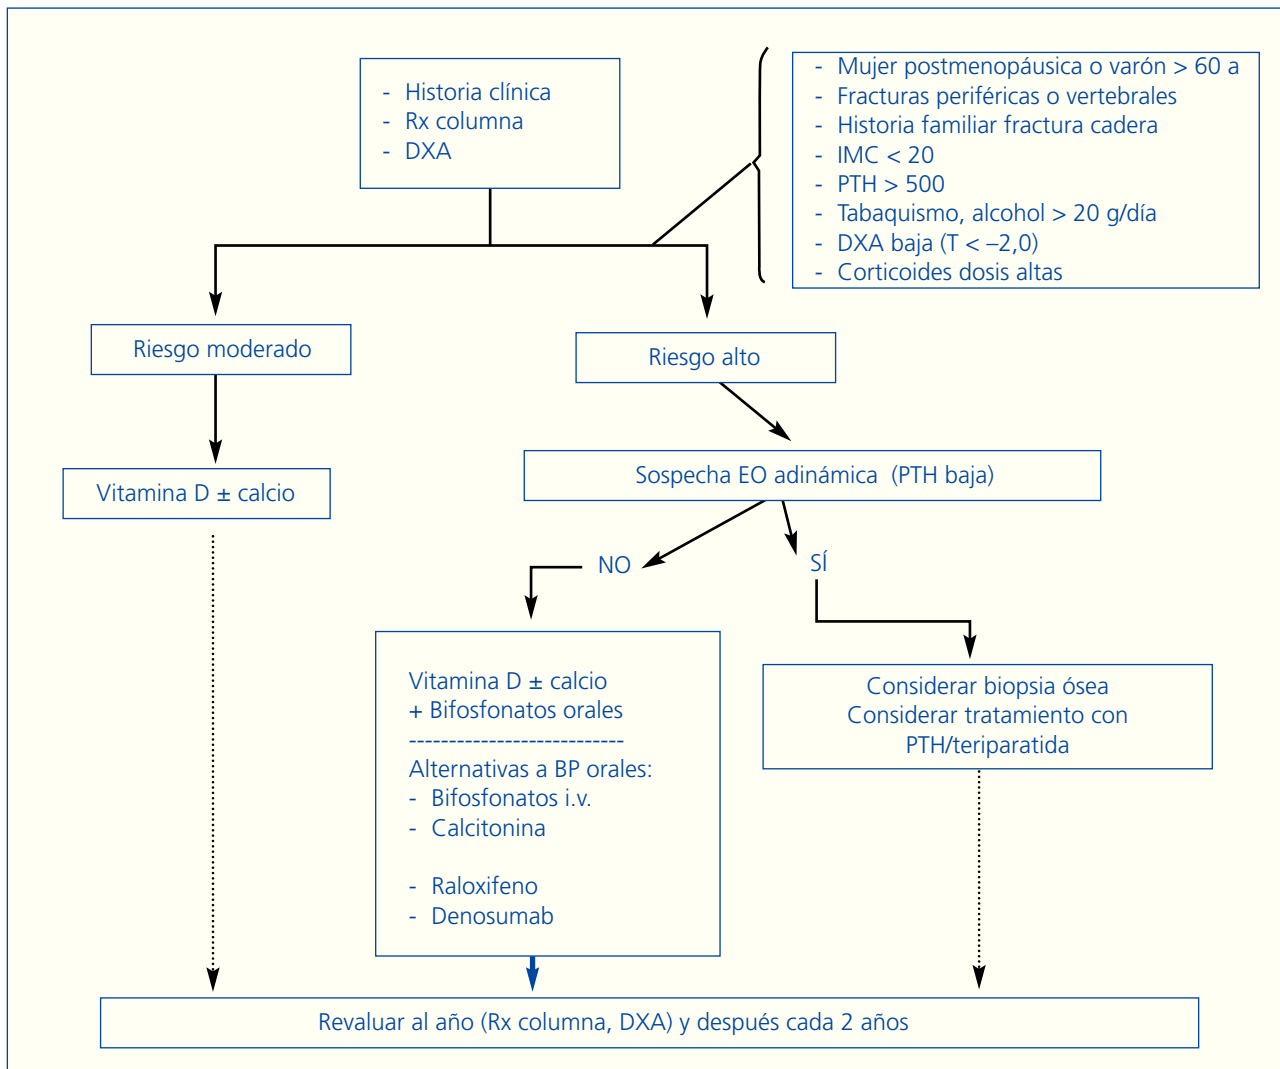 - Historia clínica
- Rx columna
- DXA
- Mujer postmenopáusica o varón > 60 a
- Fracturas periféricas o vertebrales
- Historia familiar fractura cadera
- IMC < 20
- PTH > 500
- Tabaquismo, alcohol > 20 g/día
- DXA baja (T < –2,0)
- Corticoides dosis altas
Riesgo moderado
Riesgo alto
Vitamina D ± calcio
Sospecha EO adinámica (PTH baja)
NO
SÍ
Vitamina D ± calcio
+ Bifosfonatos orales
---------------------------
Alternativas a BP orales:
- Bifosfonatos i.v.
- Calcitonina
- Raloxifeno
- Denosumab
Considerar biopsia ósea
Considerar tratamiento con
PTH/teriparatida
Revaluar al año (Rx columna, DXA) y después cada 2 años